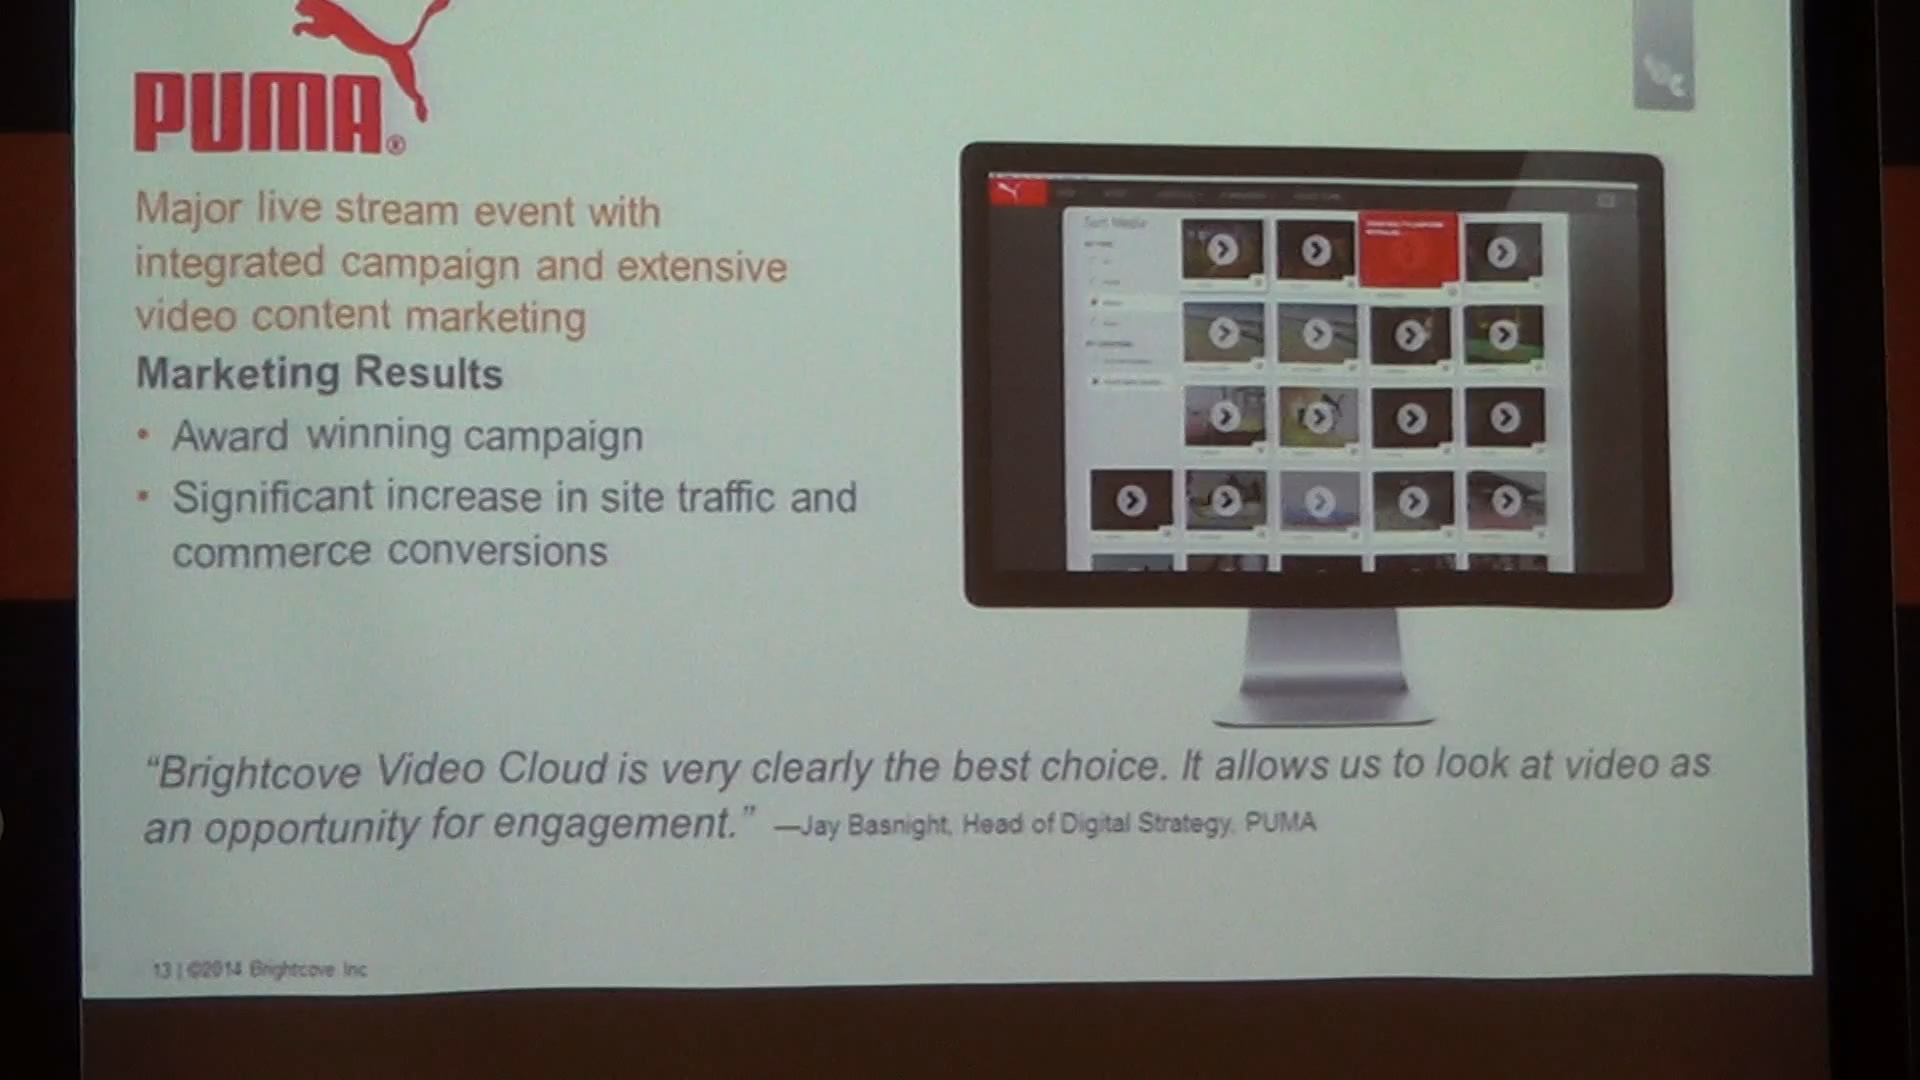 PUMA®
Major live stream event with
integrated campaign and extensive
video content marketing
Marketing Results
• Award winning campaign
• Significant increase in site traffic and
commerce conversions
Sort Media
“Brightcove Video Cloud is very clearly the best choice. It allows us to look at video as
an opportunity for engagement.” —Jay Basnight, Head of Digital Strategy, PUMA
13 | ©2014 Brightcove Inc